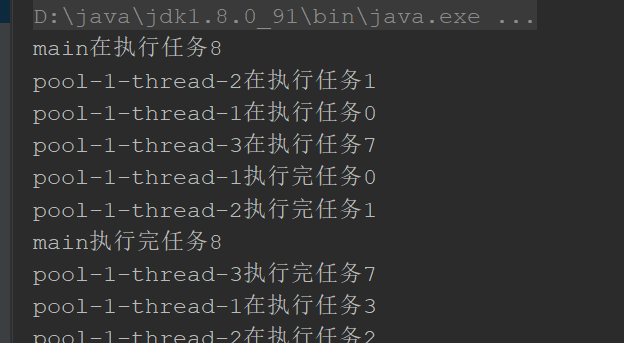 D:\java\jdk1.8.0_91\bin\java.exe ...
main在执行任务8
pool-1-thread-2在执行任务1
pool-1-thread-1在执行任务0
pool-1-thread-3在执行任务7
pool-1-thread-1执行完任务0
pool-1-thread-2执行完任务1
main执行完任务8
pool-1-thread-3执行完任务7
pool-1-thread-1在执行任务3
pool-1-thread-2在执行任务2